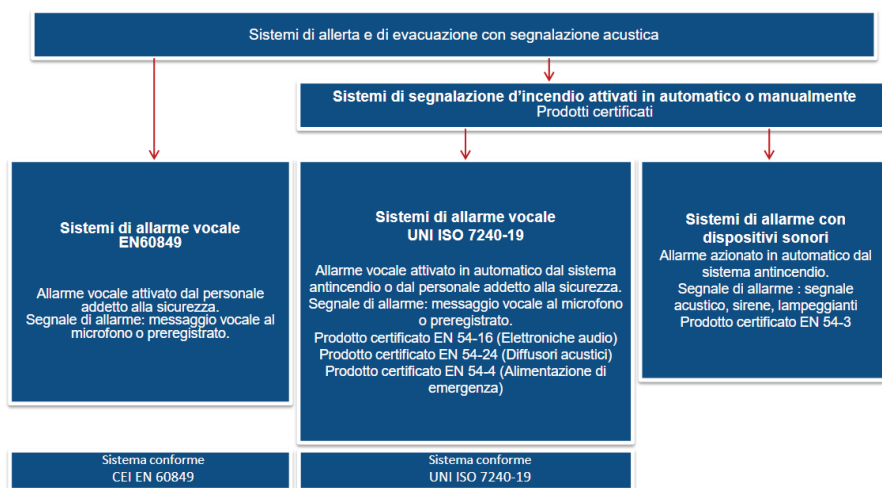 Sistemi di allerta e di evacuazione con segnalazione acustica
Sistemi di segnalazione d'incendio attivati in automatico o manualmente
Prodotti certificati
Sistemi di allarme vocale
EN60849
Allarme vocale attivato dal personale
addetto alla sicurezza.
Segnale di allarme: messaggio vocale al
microfono o preregistrato.
Sistema conforme
CEI EN 60849
Sistemi di allarme vocale
UNI ISO 7240-19
Allarme vocale attivato in automatico dal sistema
antincendio o dal personale addetto alla sicurezza.
Segnale di allarme: messaggio vocale al microfono
o preregistrato.
Prodotto certificato EN 54-16 (Elettroniche audio)
Prodotto certificato EN 54-24 (Diffusori acustici)
Prodotto certificato EN 54-4 (Alimentazione di
emergenza)
Sistema conforme
UNI ISO 7240-19
Sistemi di allarme con
dispositivi sonori
Allarme azionato in automatico dal
sistema antincendio.
Segnale di allarme : segnale
acustico, sirene, lampeggianti
Prodotto certificato EN 54-3